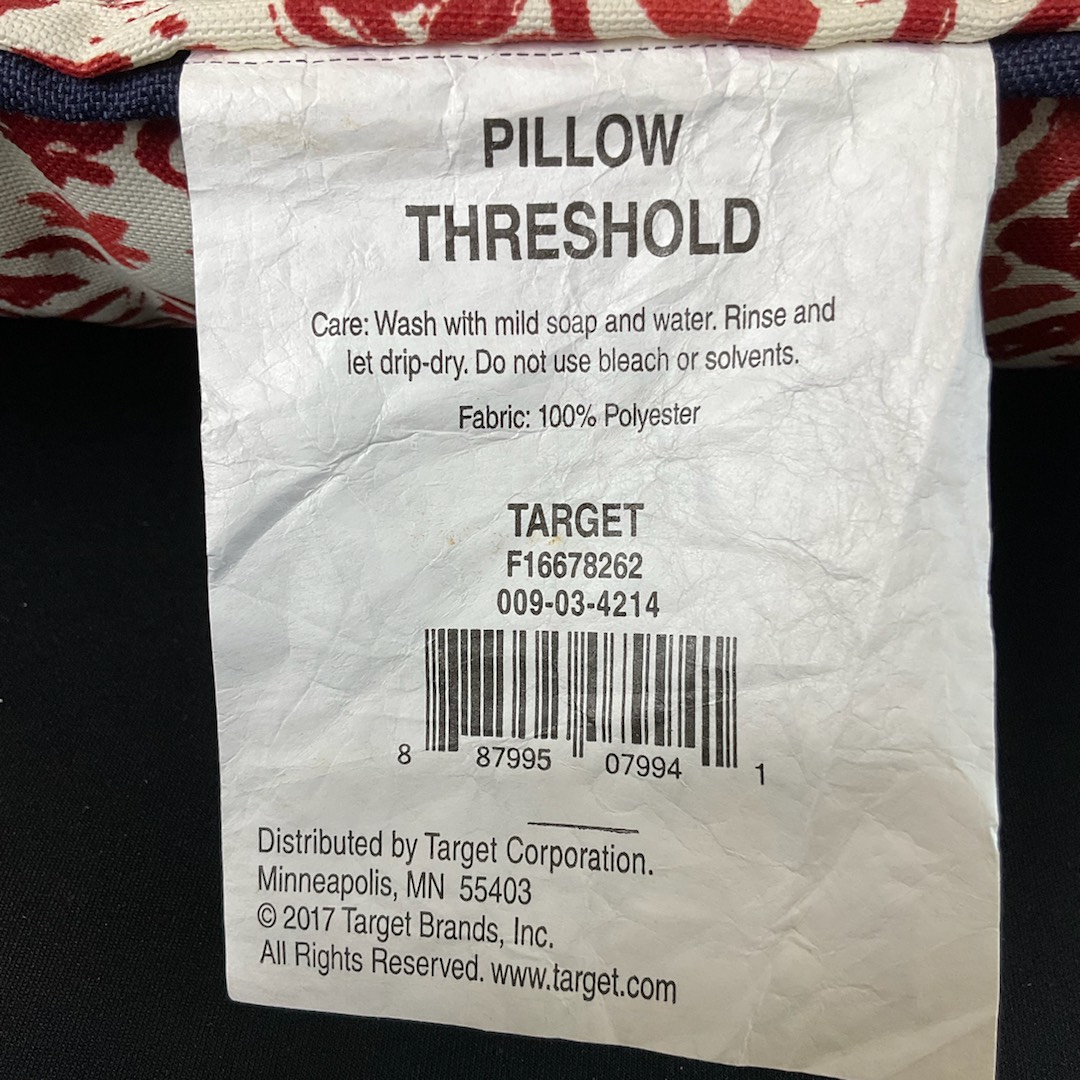 PILLOW
THRESHOLD
Care: Wash with mild soap and water. Rinse and
let drip-dry. Do not use bleach or solvents.
Fabric: 100% Polyester
TARGET
F16678262
009-03-4214
8 87995 07994 1
Distributed by Target Corporation.
Minneapolis, MN 55403
© 2017 Target Brands, Inc.
All Rights Reserved. www.target.com